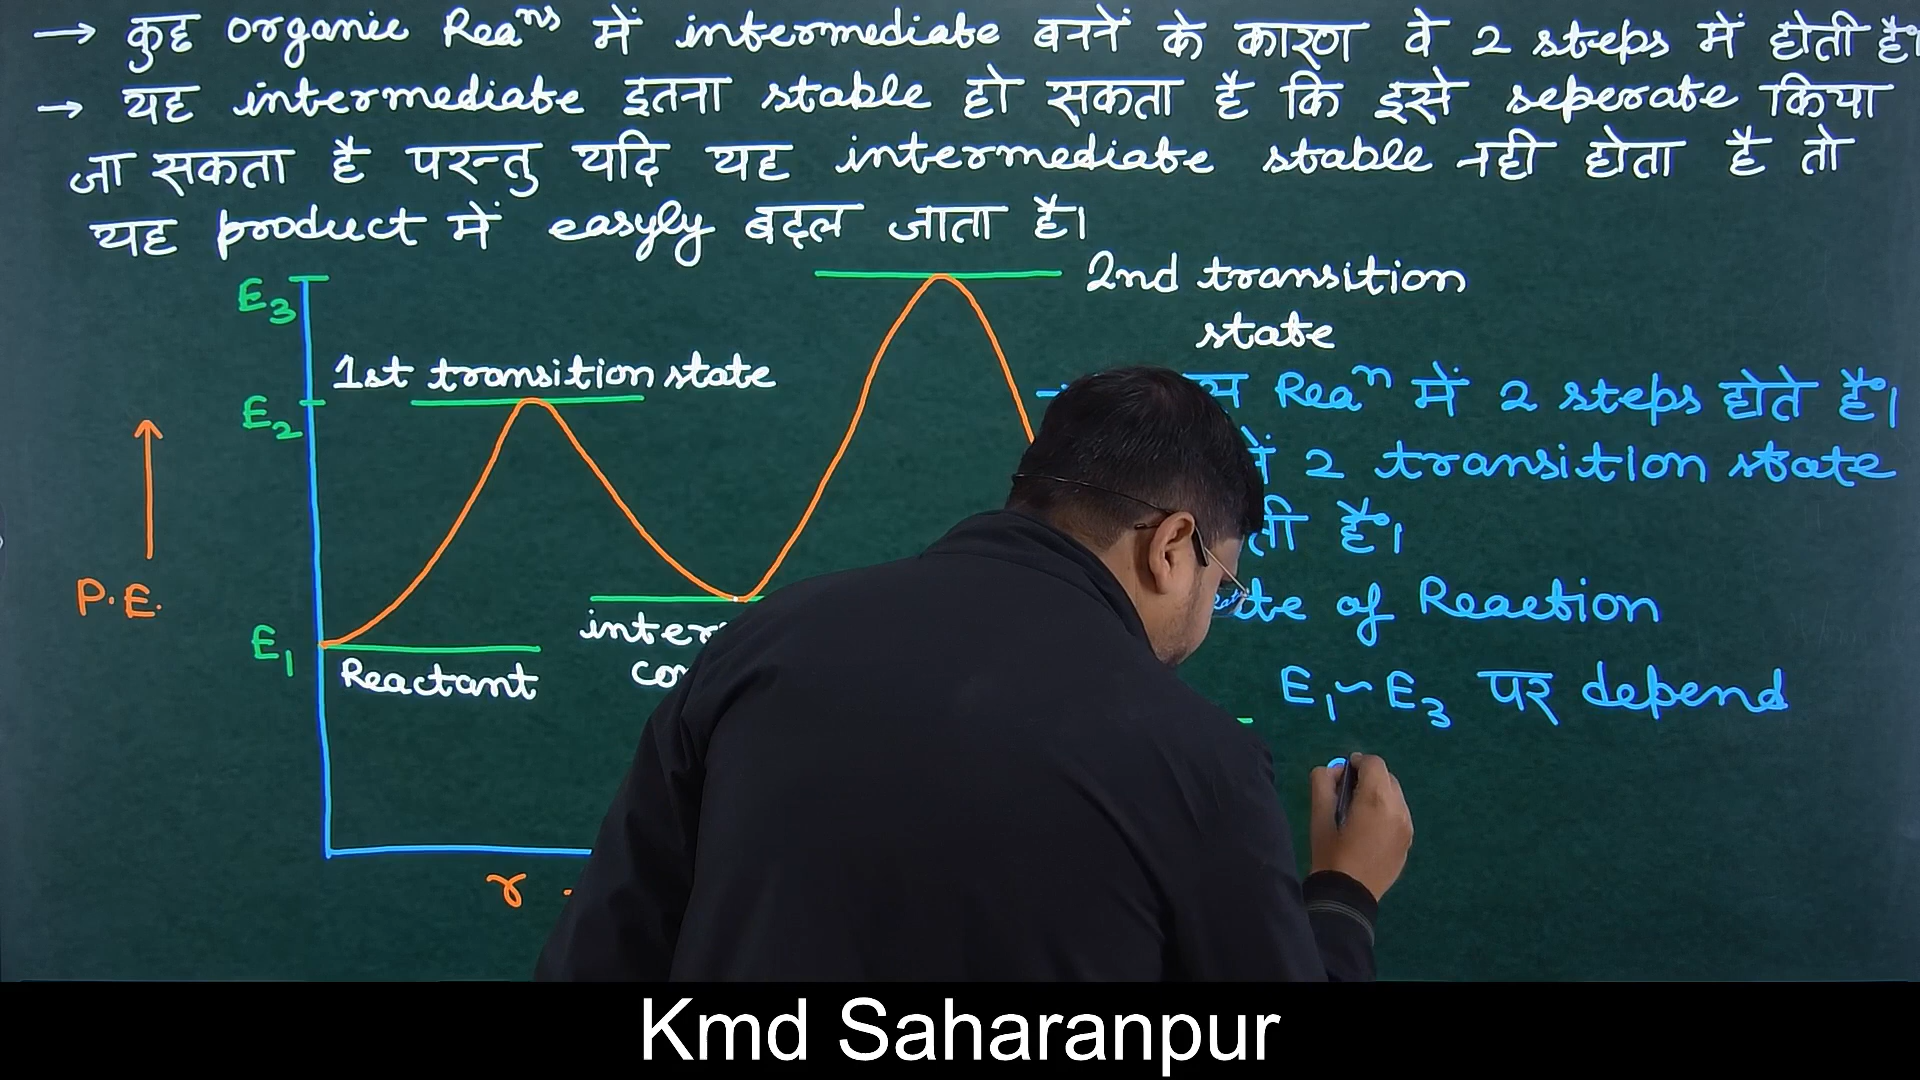 → कुछ organic Reaⁿˢ में intermediate बननें के कारण वे 2 steps में होती हैं।
→ यह intermediate इतना stable हो सकता है कि इसे seperate किया
जा सकता है परन्तु यदि यह intermediate stable नही होता है तो
यह product में easyly बदल जाता है।
E₃
2nd transition
state
1st transition state
E₂
Reaⁿ में 2 steps होते हैं।
2 transition state
हैं।
P.E.
of Reaction
E₁
Reactant
E₁ – E₃ पर depend
r
Kmd Saharanpur